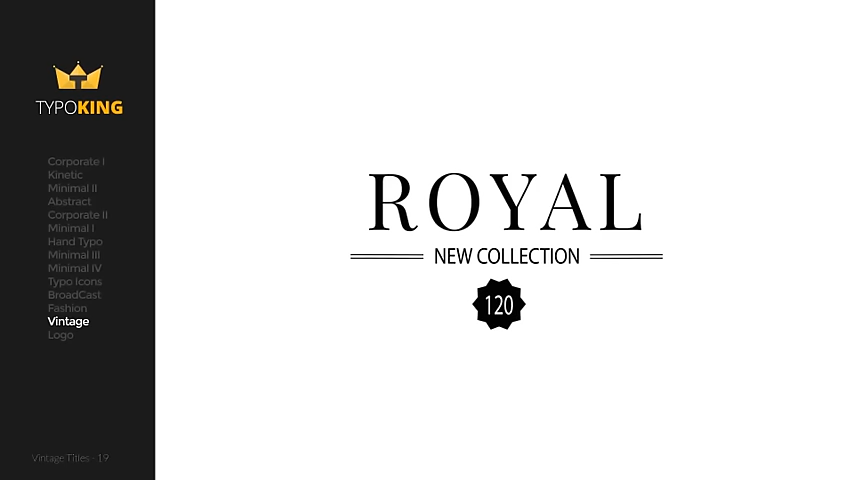 TYPOKING
Corporate I
Kinetic
Minimal II
Abstract
Corporate II
Minimal I
Hand Typo
Minimal III
Minimal IV
Typo Icons
BroadCast
Fashion
Vintage
Logo
Vintage Titles - 19
ROYAL
NEW COLLECTION
120